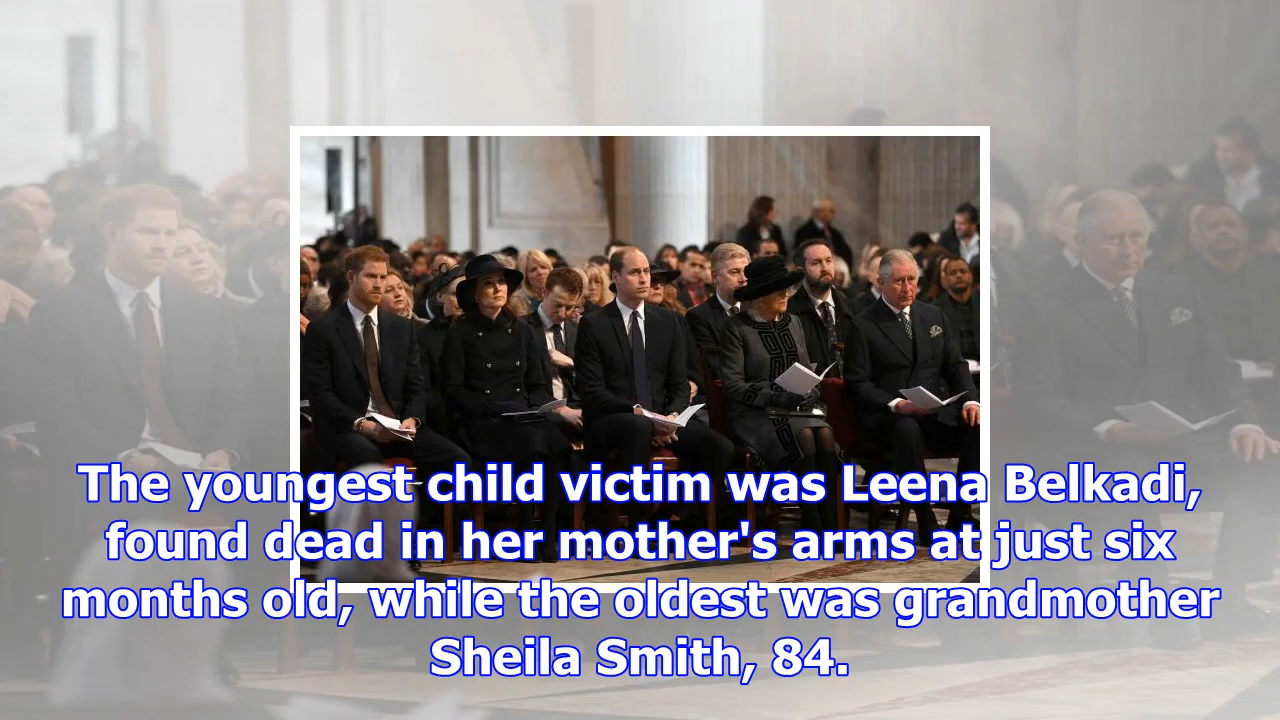 The youngest child victim was Leena Belkadi,
found dead in her mother's arms at just six
months old, while the oldest was grandmother
Sheila Smith, 84.